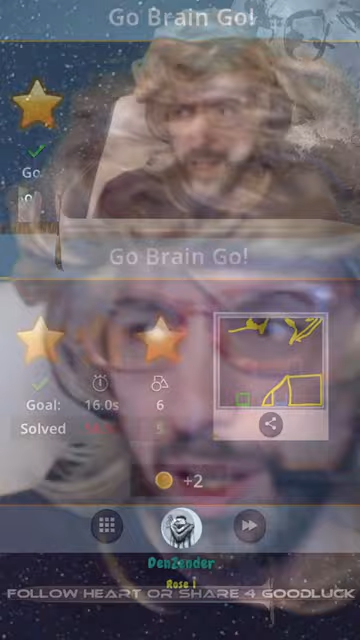 Go Brain Go!
Go
Go Brain Go!
Goal: 16.0s 6
Solved
+2
DenZender
Rose i
FOLLOW HEART OR SHARE 4 GOODLUCK